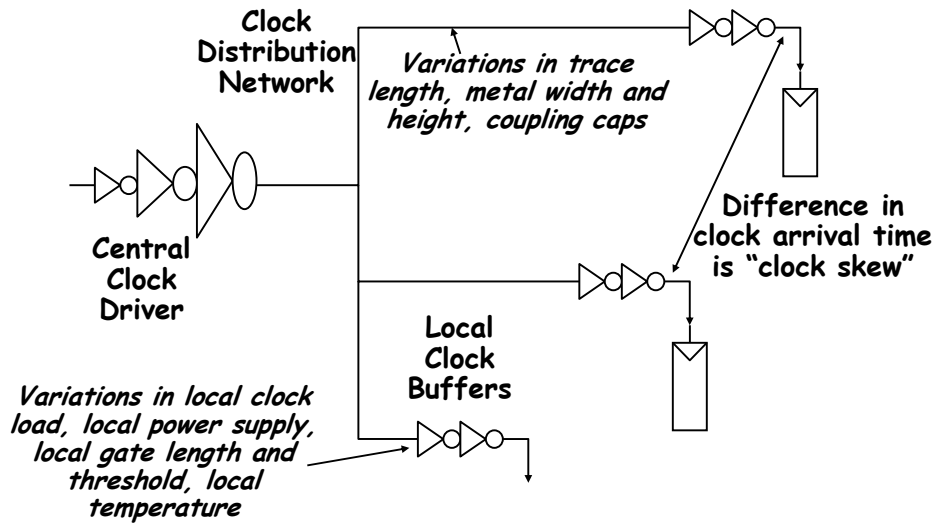 Clock
Distribution
Network
Variations in trace
length, metal width and
height, coupling caps
Difference in
clock arrival time
is “clock skew”
Central
Clock
Driver
Local
Clock
Buffers
Variations in local clock
load, local power supply,
local gate length and
threshold, local
temperature